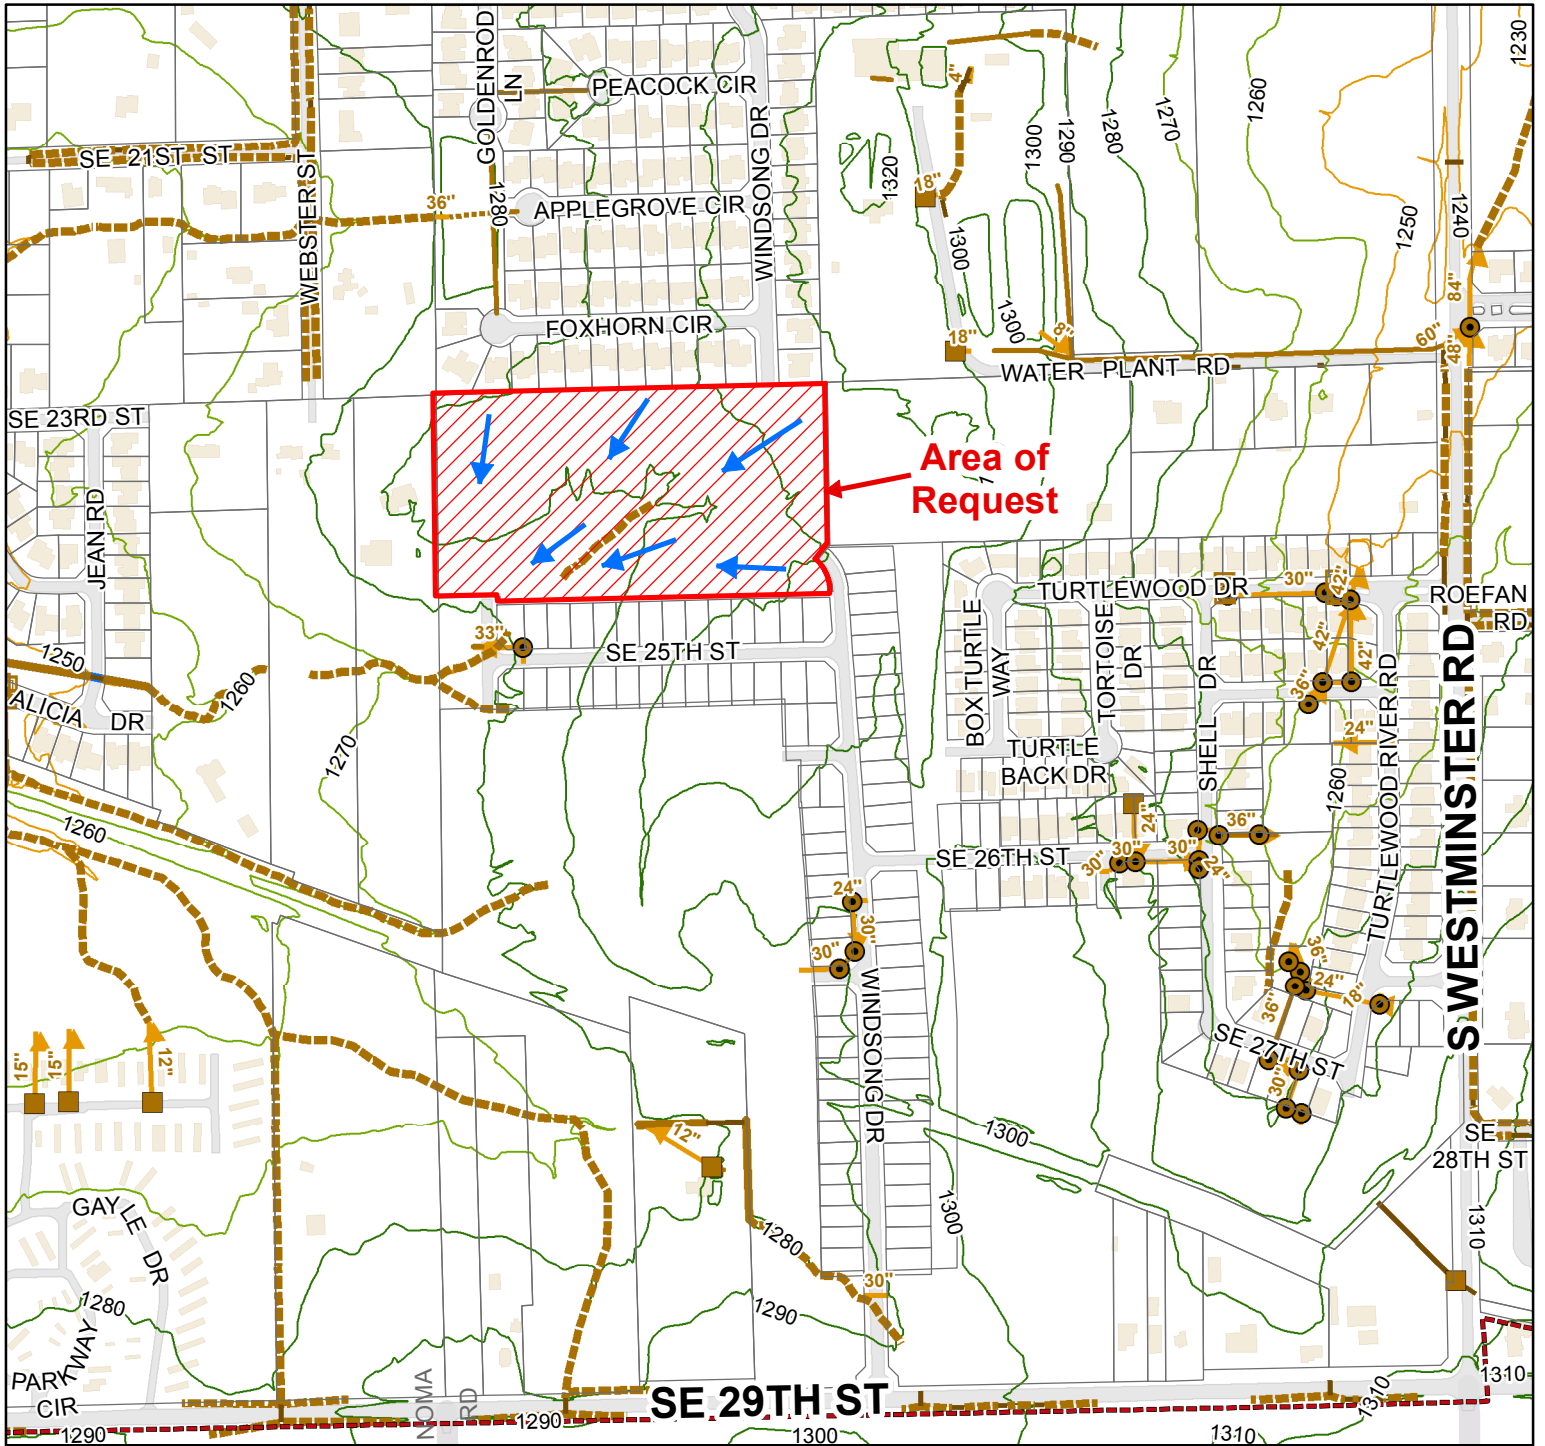 GOLDENROD
LN
PEACOCK CIR
WINDSONG DR
4"
1320
1300
1290
1280
1270
1260
1230
SE 21ST ST
WEBSTER ST
36"
1280
APPLEGROVE CIR
18"
1300
1250
1240
84"
FOXHORN CIR
1300
18"
8"
60"
48"
WATER PLANT RD
SE 23RD ST
JEAN RD
Area of
Request
1250
ALICIA
DR
1260
33"
SE 25TH ST
TURTLEWOOD DR
30"
42"
ROEFAN
RD
BOX TURTLE
WAY
TORTOISE
DR
SHELL DR
42"
42"
36"
24"
TURTLEWOOD RIVER RD
S WESTMINSTER RD
1270
TURTLE
BACK DR
1260
1260
24"
36"
SE 26TH ST
30"
30"
30"
24"
24"
30"
30"
WINDSONG DR
36"
24"
18"
36"
SE 27TH ST
30"
15"
15"
12"
12"
1300
SE
28TH ST
GAYLE DR
1280
1300
1310
1280
30"
1290
PARKWAY
CIR
NOMA
RD
SE 29TH ST
1310
1310
1290
1290
1300
1310